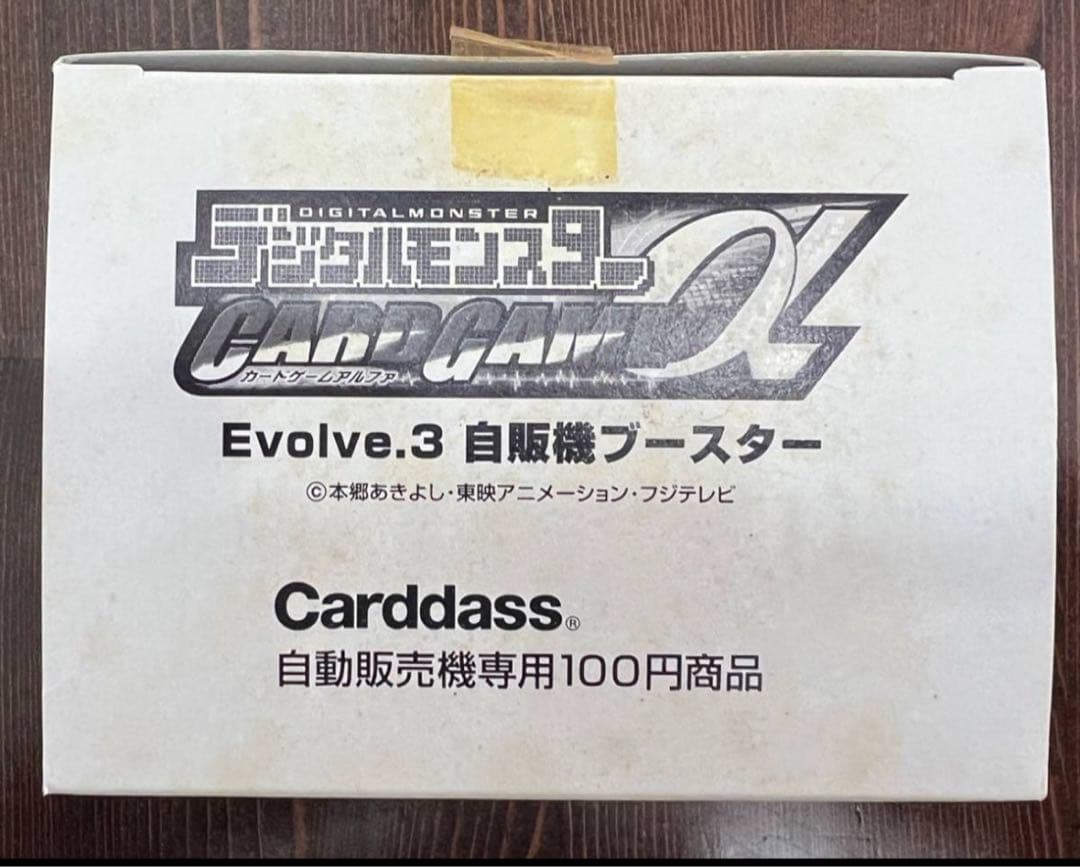 DIGITALMONSTER
デジタルモンスター
CARD GAME α
カードゲームアルファ
Evolve.3 自販機ブースター
©本郷あきよし・東映アニメーション・フジテレビ
Carddass®
自動販売機専用100円商品